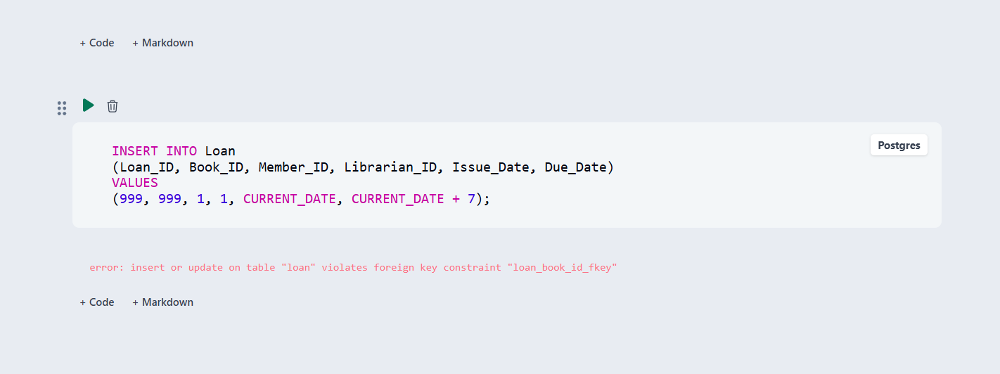 + Code + Markdown
Postgres
INSERT INTO Loan
(Loan_ID, Book_ID, Member_ID, Librarian_ID, Issue_Date, Due_Date)
VALUES
(999, 999, 1, 1, CURRENT_DATE, CURRENT_DATE + 7);
error: insert or update on table "loan" violates foreign key constraint "loan_book_id_fkey"
+ Code + Markdown